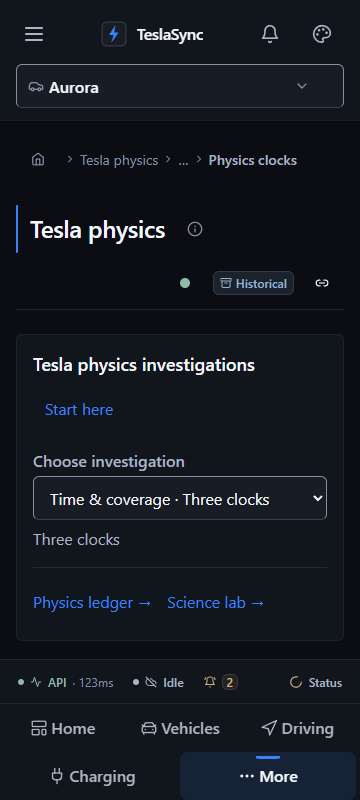 TeslaSync
Aurora
Tesla physics ... Physics clocks
Tesla physics
Historical
Tesla physics investigations
Start here
Choose investigation
Time & coverage · Three clocks
Three clocks
Physics ledger → Science lab →
API · 123ms Idle 2 Status
Home Vehicles Driving
Charging ··· More